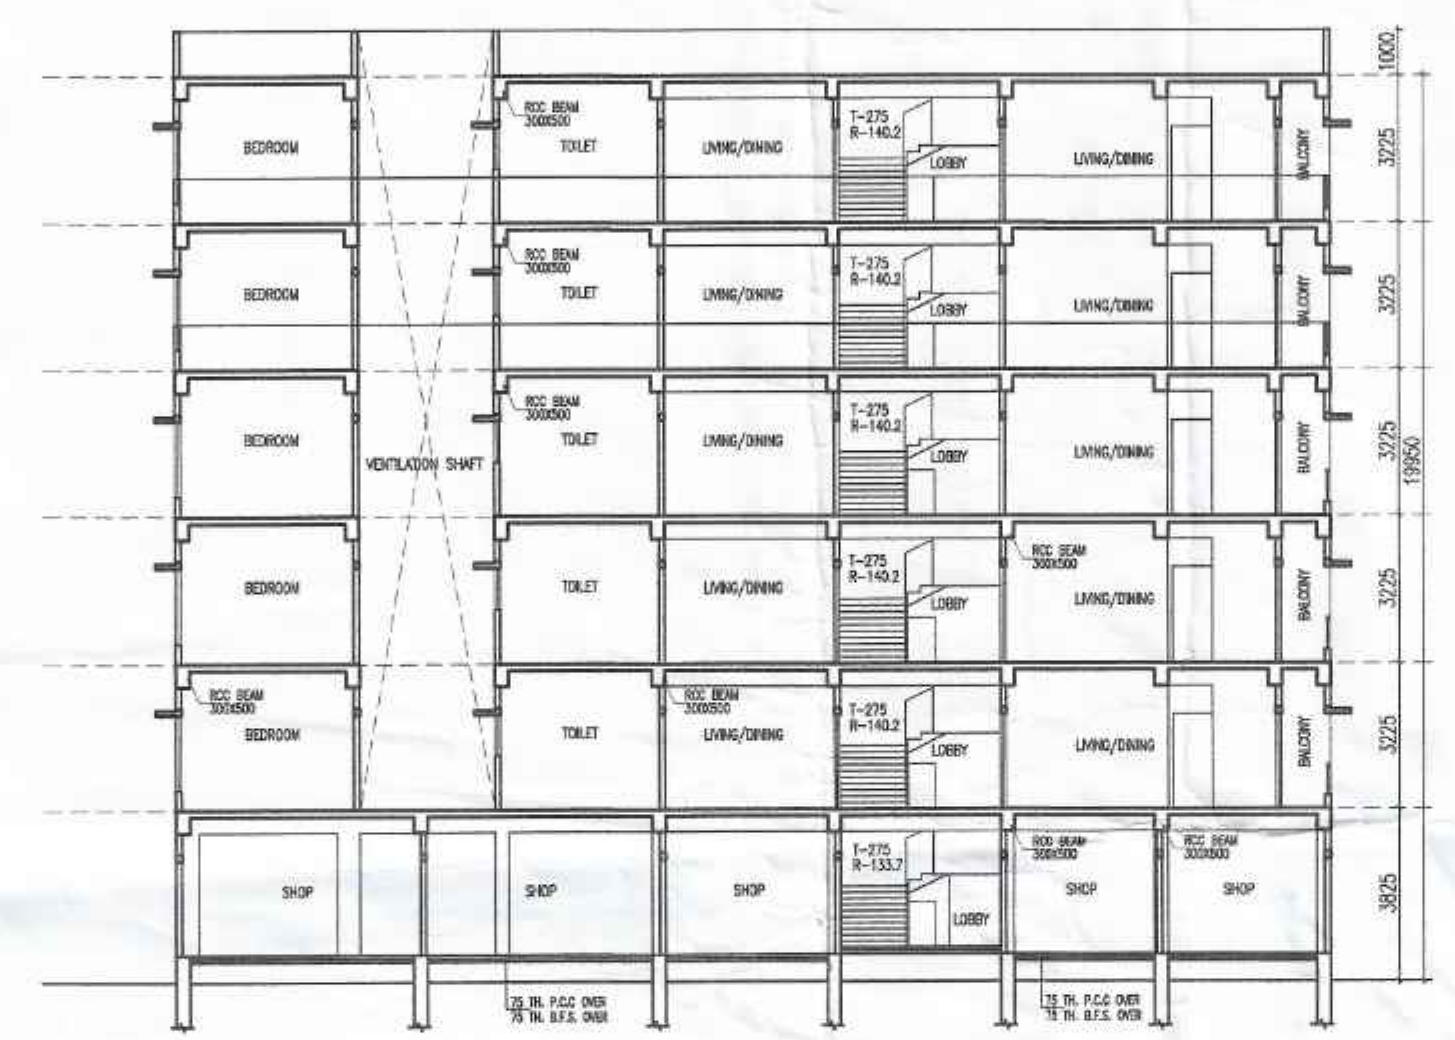 1000
RCC BEAM
300X500
BEDROOM
TOILET
LIVING/DINING
T-275
R-140.2
LOBBY
LIVING/DINING
BALCONY
3225
RCC BEAM
300X500
BEDROOM
TOILET
LIVING/DINING
T-275
R-140.2
LOBBY
LIVING/DINING
BALCONY
3225
RCC BEAM
300X500
BEDROOM
VENTILATION SHAFT
TOILET
LIVING/DINING
T-275
R-140.2
LOBBY
LIVING/DINING
BALCONY
3225
19950
BEDROOM
TOILET
LIVING/DINING
T-275
R-140.2
LOBBY
RCC BEAM
300X500
LIVING/DINING
BALCONY
3225
RCC BEAM
300X500
BEDROOM
TOILET
RCC BEAM
300X500
LIVING/DINING
T-275
R-140.2
LOBBY
LIVING/DINING
BALCONY
3225
SHOP
SHOP
SHOP
T-275
R-133.7
LOBBY
RCC BEAM
300X500
SHOP
RCC BEAM
300X500
SHOP
3825
75 TH. P.C.C OVER
75 TH. B.F.S. OVER
75 TH. P.C.C OVER
75 TH. B.F.S. OVER